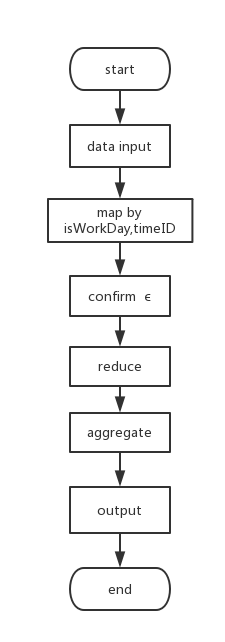 start
data input
map by
isWorkDay,timeID
confirm ϵ
reduce
aggregate
output
end